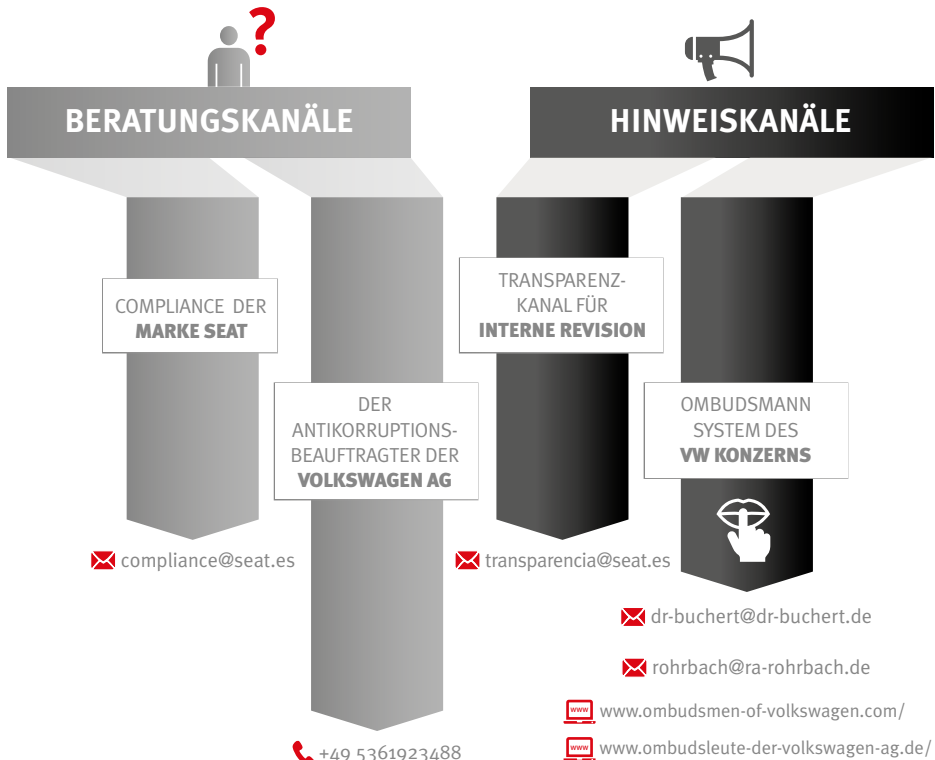 ?
BERATUNGSKANÄLE
COMPLIANCE DER
MARKE SEAT
compliance@seat.es
DER
ANTIKORRUPTIONS-
BEAUFTRAGTER DER
VOLKSWAGEN AG
+49 5361923488
HINWEISKANÄLE
TRANSPARENZ-
KANAL FÜR
INTERNE REVISION
transparencia@seat.es
OMBUDSMANN
SYSTEM DES
VW KONZERNS
dr-buchert@dr-buchert.de
rohrbach@ra-rohrbach.de
www www.ombudsmen-of-volkswagen.com/
www www.ombudsleute-der-volkswagen-ag.de/